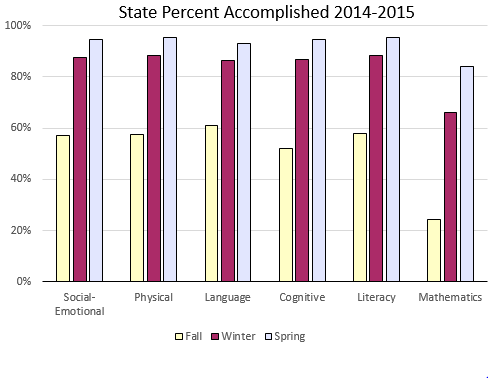 State Percent Accomplished 2014-2015
100%
80%
60%
40%
20%
0%
Social-
Emotional
Physical
Language
Cognitive
Literacy
Mathematics
Fall Winter Spring